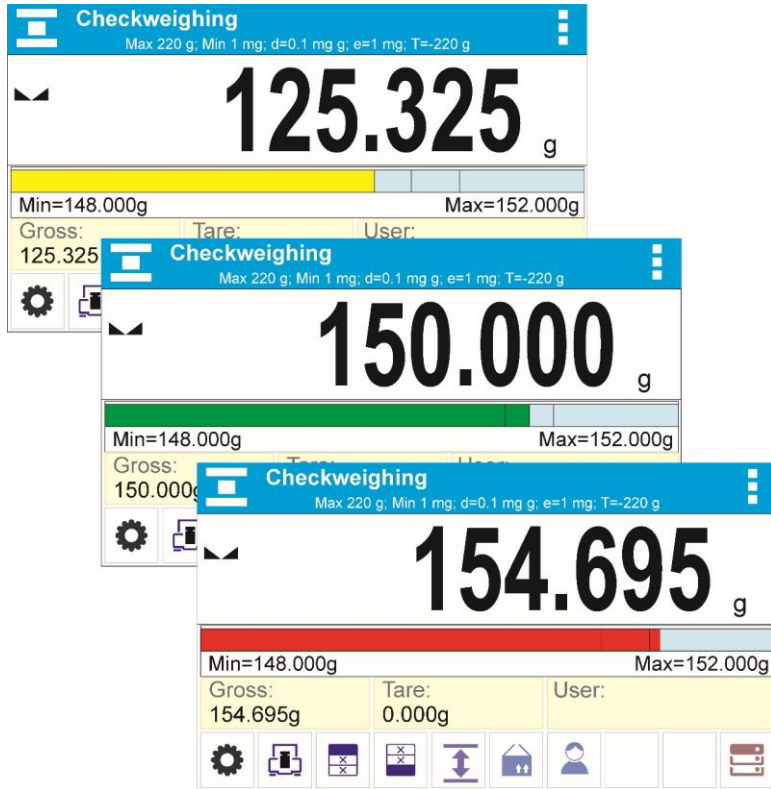 Checkweighing
Max 220 g; Min 1 mg; d=0.1 mg g; e=1 mg; T=-220 g
125.325 g
Min=148.000g Max=152.000g
Gross: Tare: User:
125.325
Checkweighing
Max 220 g; Min 1 mg; d=0.1 mg g; e=1 mg; T=-220 g
150.000 g
Min=148.000g Max=152.000g
Gross: Tare: User:
150.000g
Checkweighing
Max 220 g; Min 1 mg; d=0.1 mg g; e=1 mg; T=-220 g
154.695 g
Min=148.000g Max=152.000g
Gross: Tare: User:
154.695g 0.000g